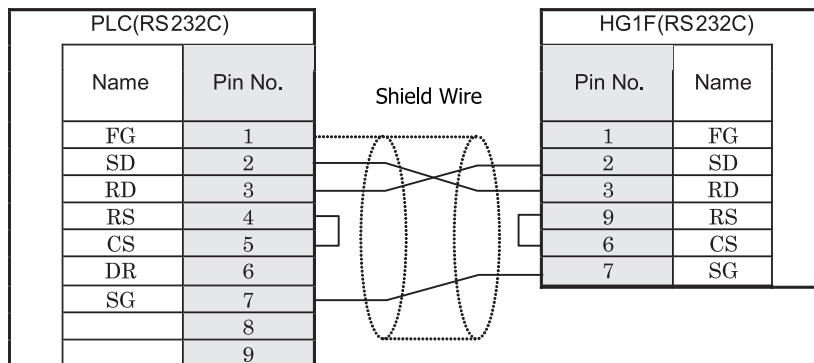 PLC(RS232C) HG1F(RS232C)
Name Pin No. Shield Wire Pin No. Name
FG 1 1 FG
SD 2 2 SD
RD 3 3 RD
RS 4 9 RS
CS 5 6 CS
DR 6 7 SG
SG 7
8
9